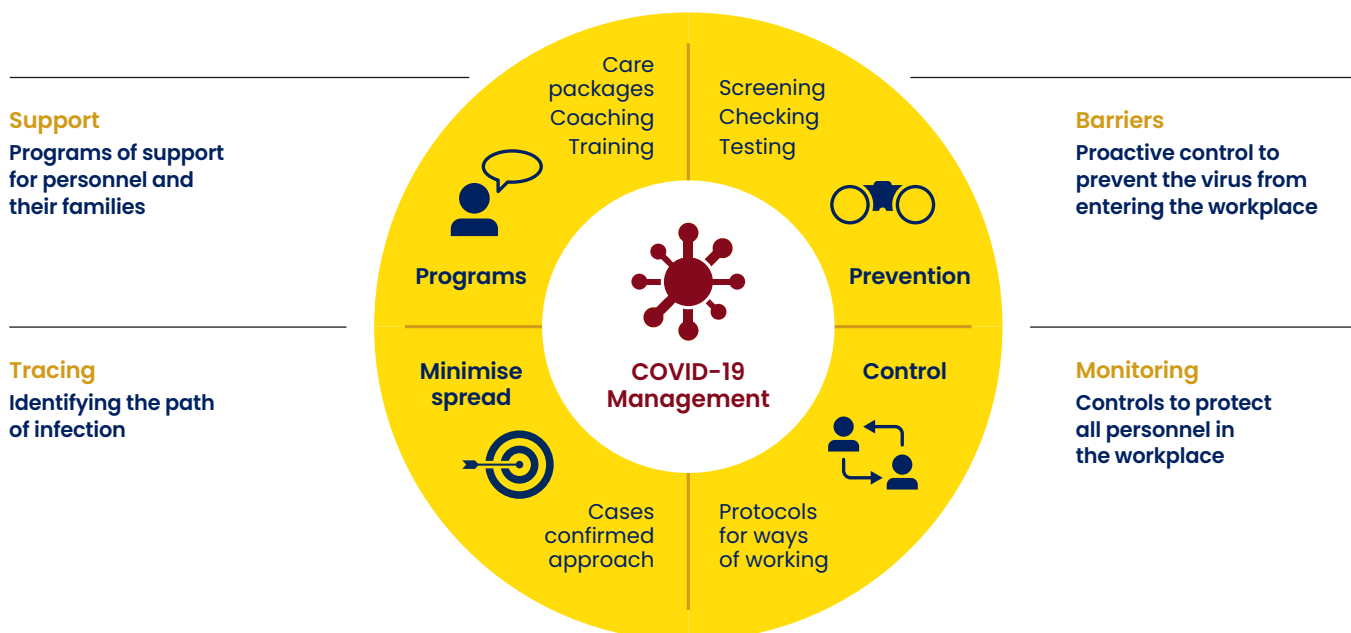 Support
Programs of support
for personnel and
their families
Care
packages
Coaching
Training
Programs
Screening
Checking
Testing
Prevention
Barriers
Proactive control to
prevent the virus from
entering the workplace
COVID-19
Management
Tracing
Identifying the path
of infection
Minimise
spread
Cases
confirmed
approach
Control
Protocols
for ways
of working
Monitoring
Controls to protect
all personnel in
the workplace